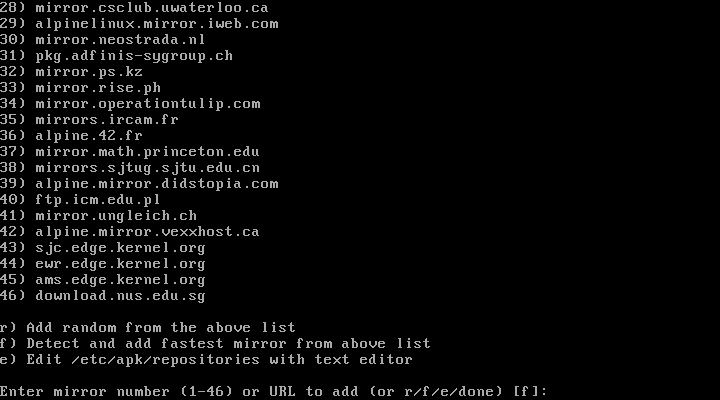 28) mirror.csclub.uwaterloo.ca
29) alpinelinux.mirror.iweb.com
30) mirror.neostrada.nl
31) pkg.adfinis-sygroup.ch
32) mirror.ps.kz
33) mirror.rise.ph
34) mirror.operationtulip.com
35) mirrors.ircam.fr
36) alpine.42.fr
37) mirror.math.princeton.edu
38) mirrors.sjtug.sjtu.edu.cn
39) alpine.mirror.didstopia.com
40) ftp.icm.edu.pl
41) mirror.ungleich.ch
42) alpine.mirror.vexxhost.ca
43) sjc.edge.kernel.org
44) ewr.edge.kernel.org
45) ams.edge.kernel.org
46) download.nus.edu.sg
r) Add random from the above list
f) Detect and add fastest mirror from above list
e) Edit /etc/apk/repositories with text editor
Enter mirror number (1-46) or URL to add (or r/f/e/done) [f]: